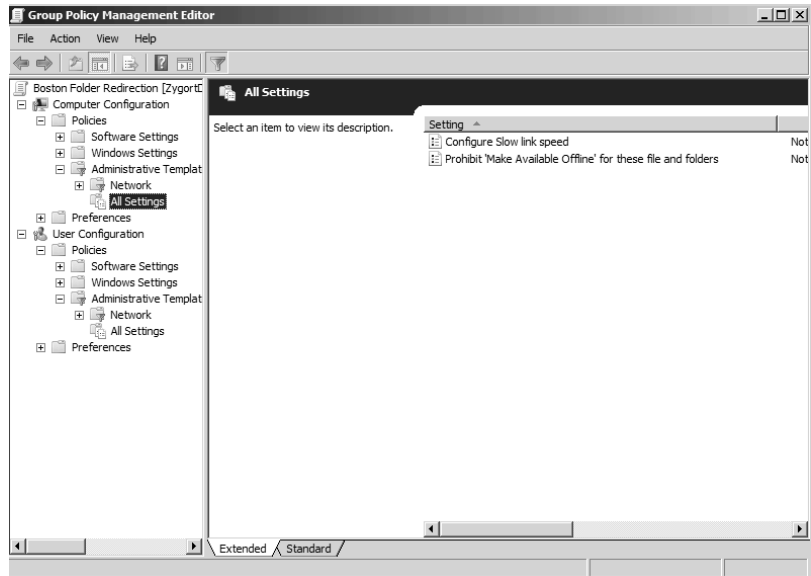 Group Policy Management Editor
File Action View Help
Boston Folder Redirection [ZygortD
Computer Configuration
Policies
Software Settings
Windows Settings
Administrative Templat
Network
All Settings
Preferences
User Configuration
Policies
Software Settings
Windows Settings
Administrative Templat
Network
All Settings
Preferences
All Settings
Select an item to view its description.
Setting
Configure Slow link speed Not
Prohibit 'Make Available Offline' for these file and folders Not
Extended Standard